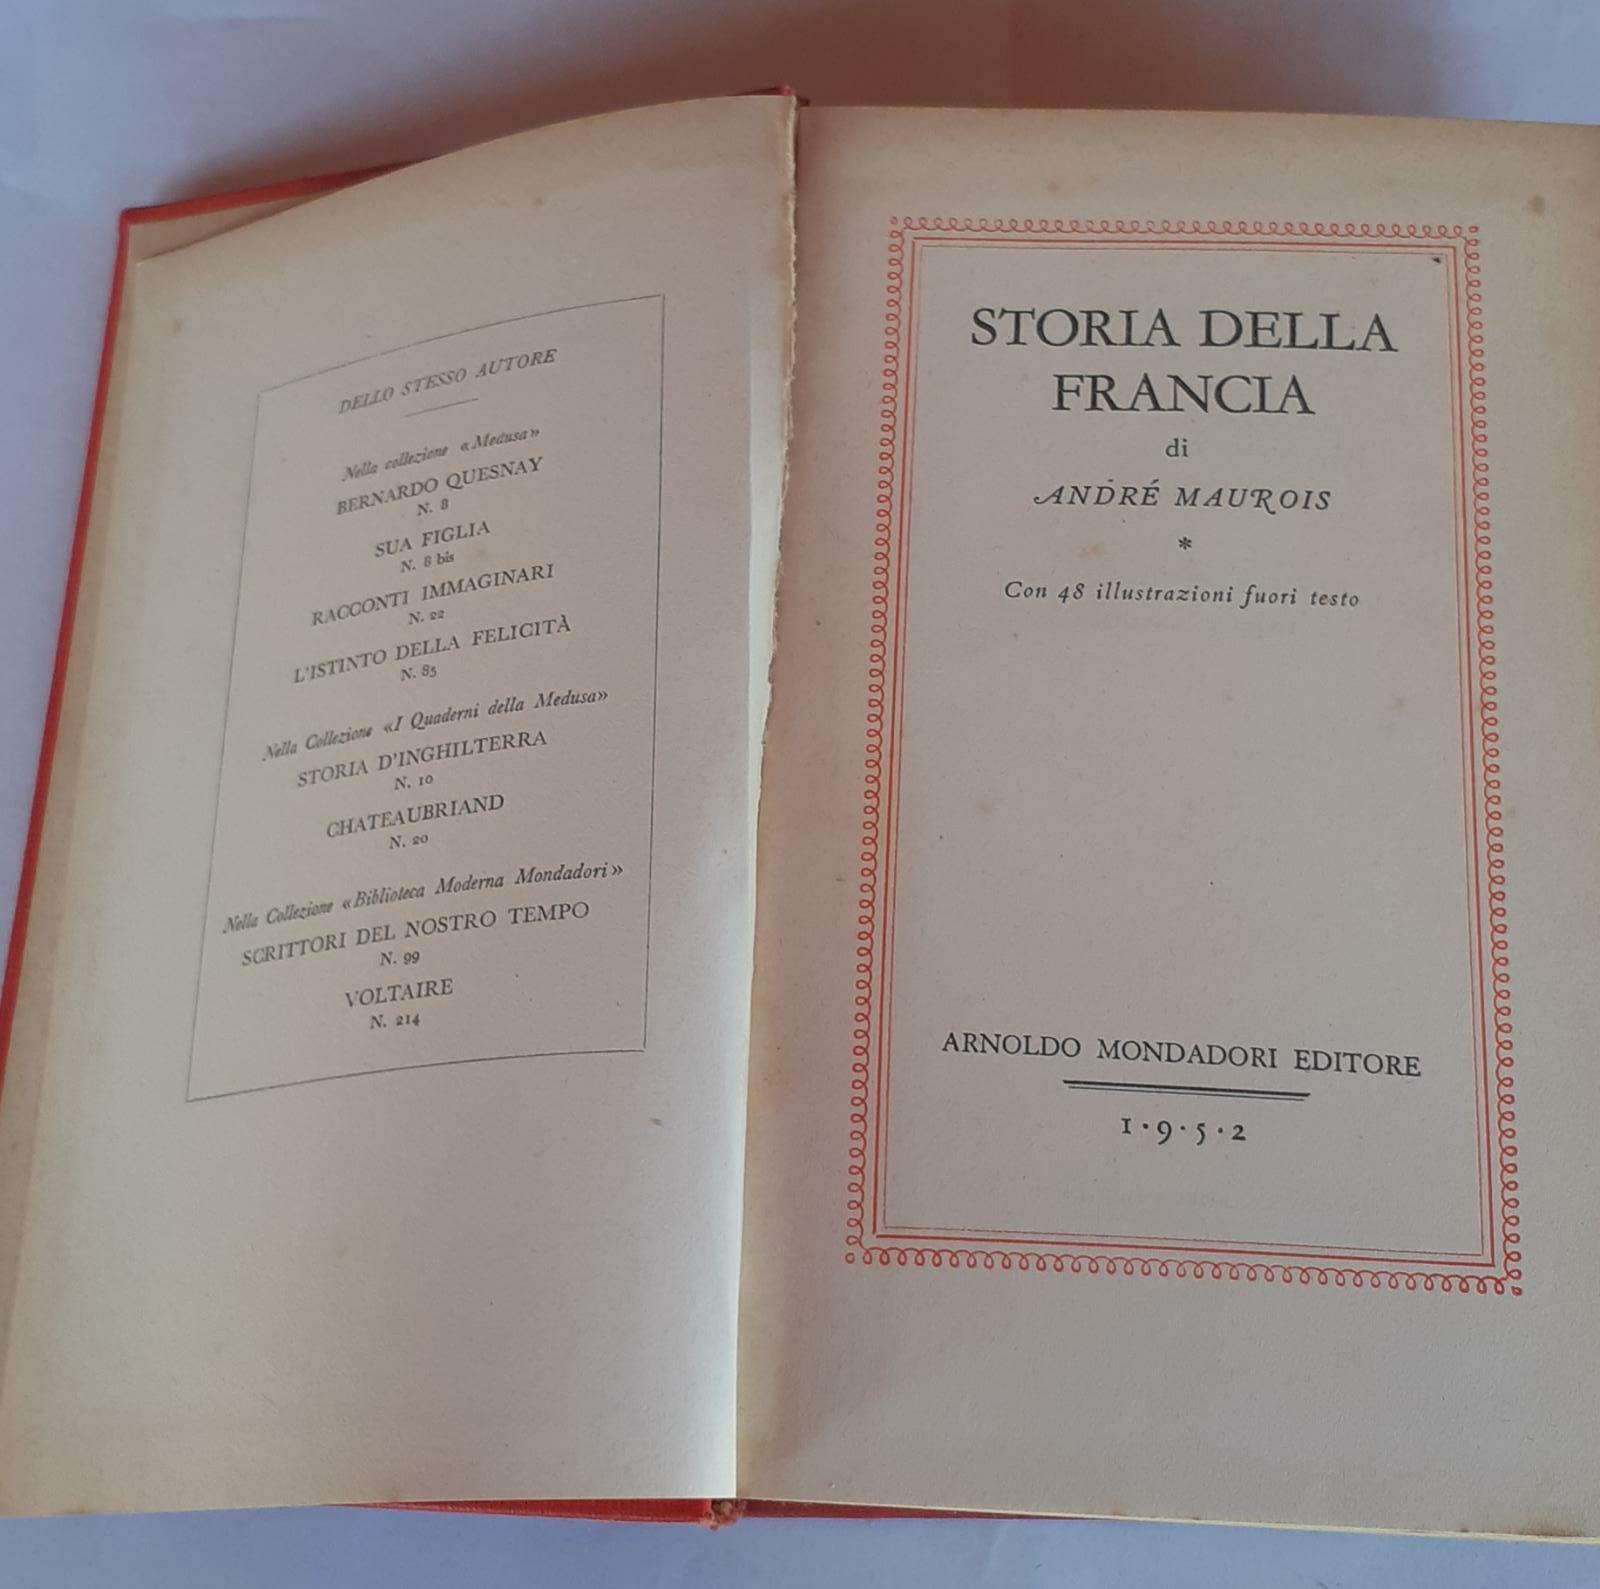 DELLO STESSO AUTORE
Nella collezione «Medusa»
BERNARDO QUESNAY
N. 8
SUA FIGLIA
N. 8 bis
RACCONTI IMMAGINARI
N. 22
L'ISTINTO DELLA FELICITÀ
N. 85
Nella Collezione «I Quaderni della Medusa»
STORIA D'INGHILTERRA
N. 10
CHATEAUBRIAND
N. 20
Nella Collezione «Biblioteca Moderna Mondadori»
SCRITTORI DEL NOSTRO TEMPO
N. 99
VOLTAIRE
N. 214
STORIA DELLA
FRANCIA
di
ANDRÉ MAUROIS
*
Con 48 illustrazioni fuori testo
ARNOLDO MONDADORI EDITORE
1·9·5·2